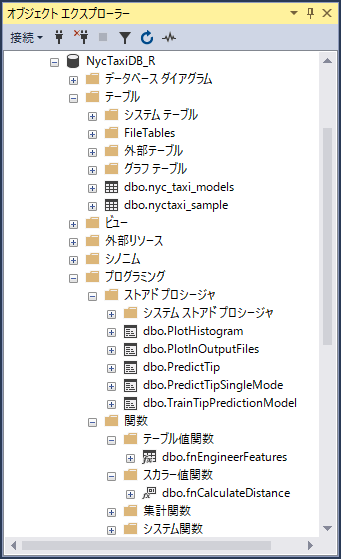 オブジェクト エクスプローラー
接続
NycTaxiDB_R
データベース ダイアグラム
テーブル
システム テーブル
FileTables
外部テーブル
グラフ テーブル
dbo.nyc_taxi_models
dbo.nyctaxi_sample
ビュー
外部リソース
シノニム
プログラミング
ストアド プロシージャ
システム ストアド プロシージャ
dbo.PlotHistogram
dbo.PlotInOutputFiles
dbo.PredictTip
dbo.PredictTipSingleMode
dbo.TrainTipPredictionModel
関数
テーブル値関数
dbo.fnEngineerFeatures
スカラー値関数
dbo.fnCalculateDistance
集計関数
システム関数